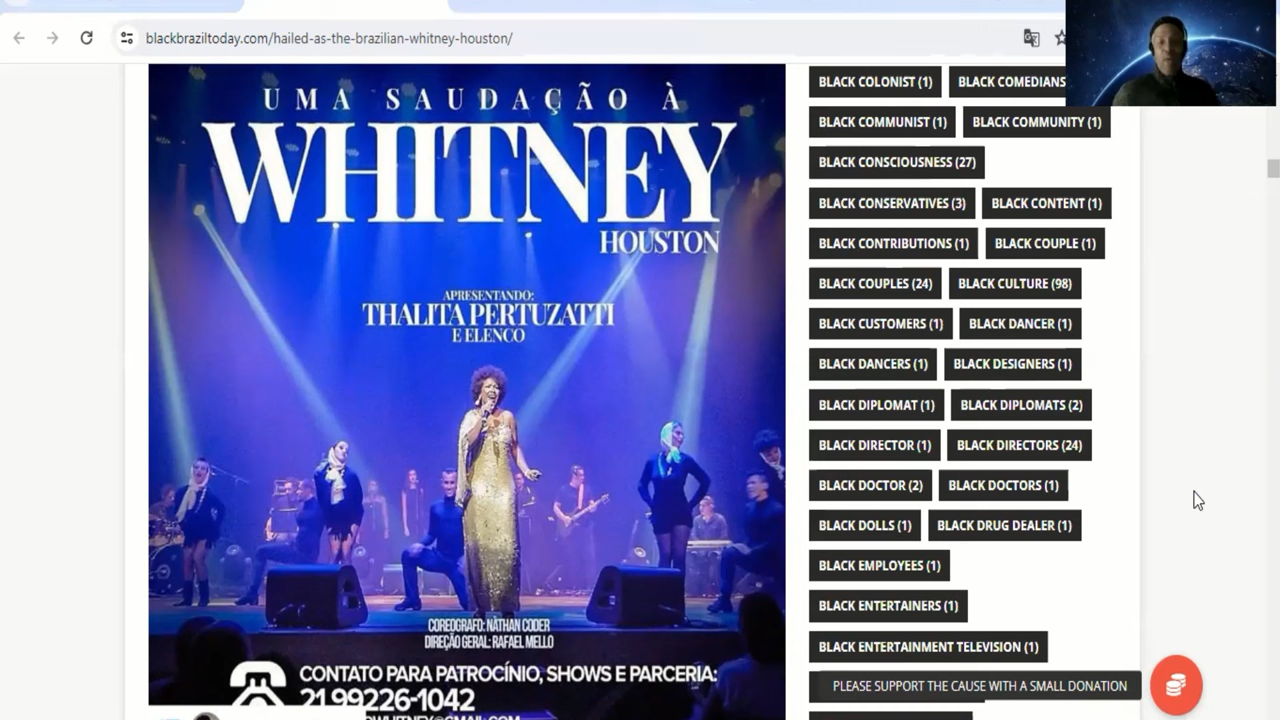 blackbraziltoday.com/hailed-as-the-brazilian-whitney-houston/
UMA SAUDAÇÃO À
WHITNEY
HOUSTON
APRESENTANDO:
THALITA PERTUZATTI
E ELENCO
COREOGRAFO: NATHAN CODER
DIREÇÃO GERAL: RAFAEL MELLO
CONTATO PARA PATROCÍNIO, SHOWS E PARCERIA:
21 99226-1042
BLACK COLONIST (1)
BLACK COMEDIANS
BLACK COMMUNIST (1)
BLACK COMMUNITY (1)
BLACK CONSCIOUSNESS (27)
BLACK CONSERVATIVES (3)
BLACK CONTENT (1)
BLACK CONTRIBUTIONS (1)
BLACK COUPLE (1)
BLACK COUPLES (24)
BLACK CULTURE (98)
BLACK CUSTOMERS (1)
BLACK DANCER (1)
BLACK DANCERS (1)
BLACK DESIGNERS (1)
BLACK DIPLOMAT (1)
BLACK DIPLOMATS (2)
BLACK DIRECTOR (1)
BLACK DIRECTORS (24)
BLACK DOCTOR (2)
BLACK DOCTORS (1)
BLACK DOLLS (1)
BLACK DRUG DEALER (1)
BLACK EMPLOYEES (1)
BLACK ENTERTAINERS (1)
BLACK ENTERTAINMENT TELEVISION (1)
PLEASE SUPPORT THE CAUSE WITH A SMALL DONATION